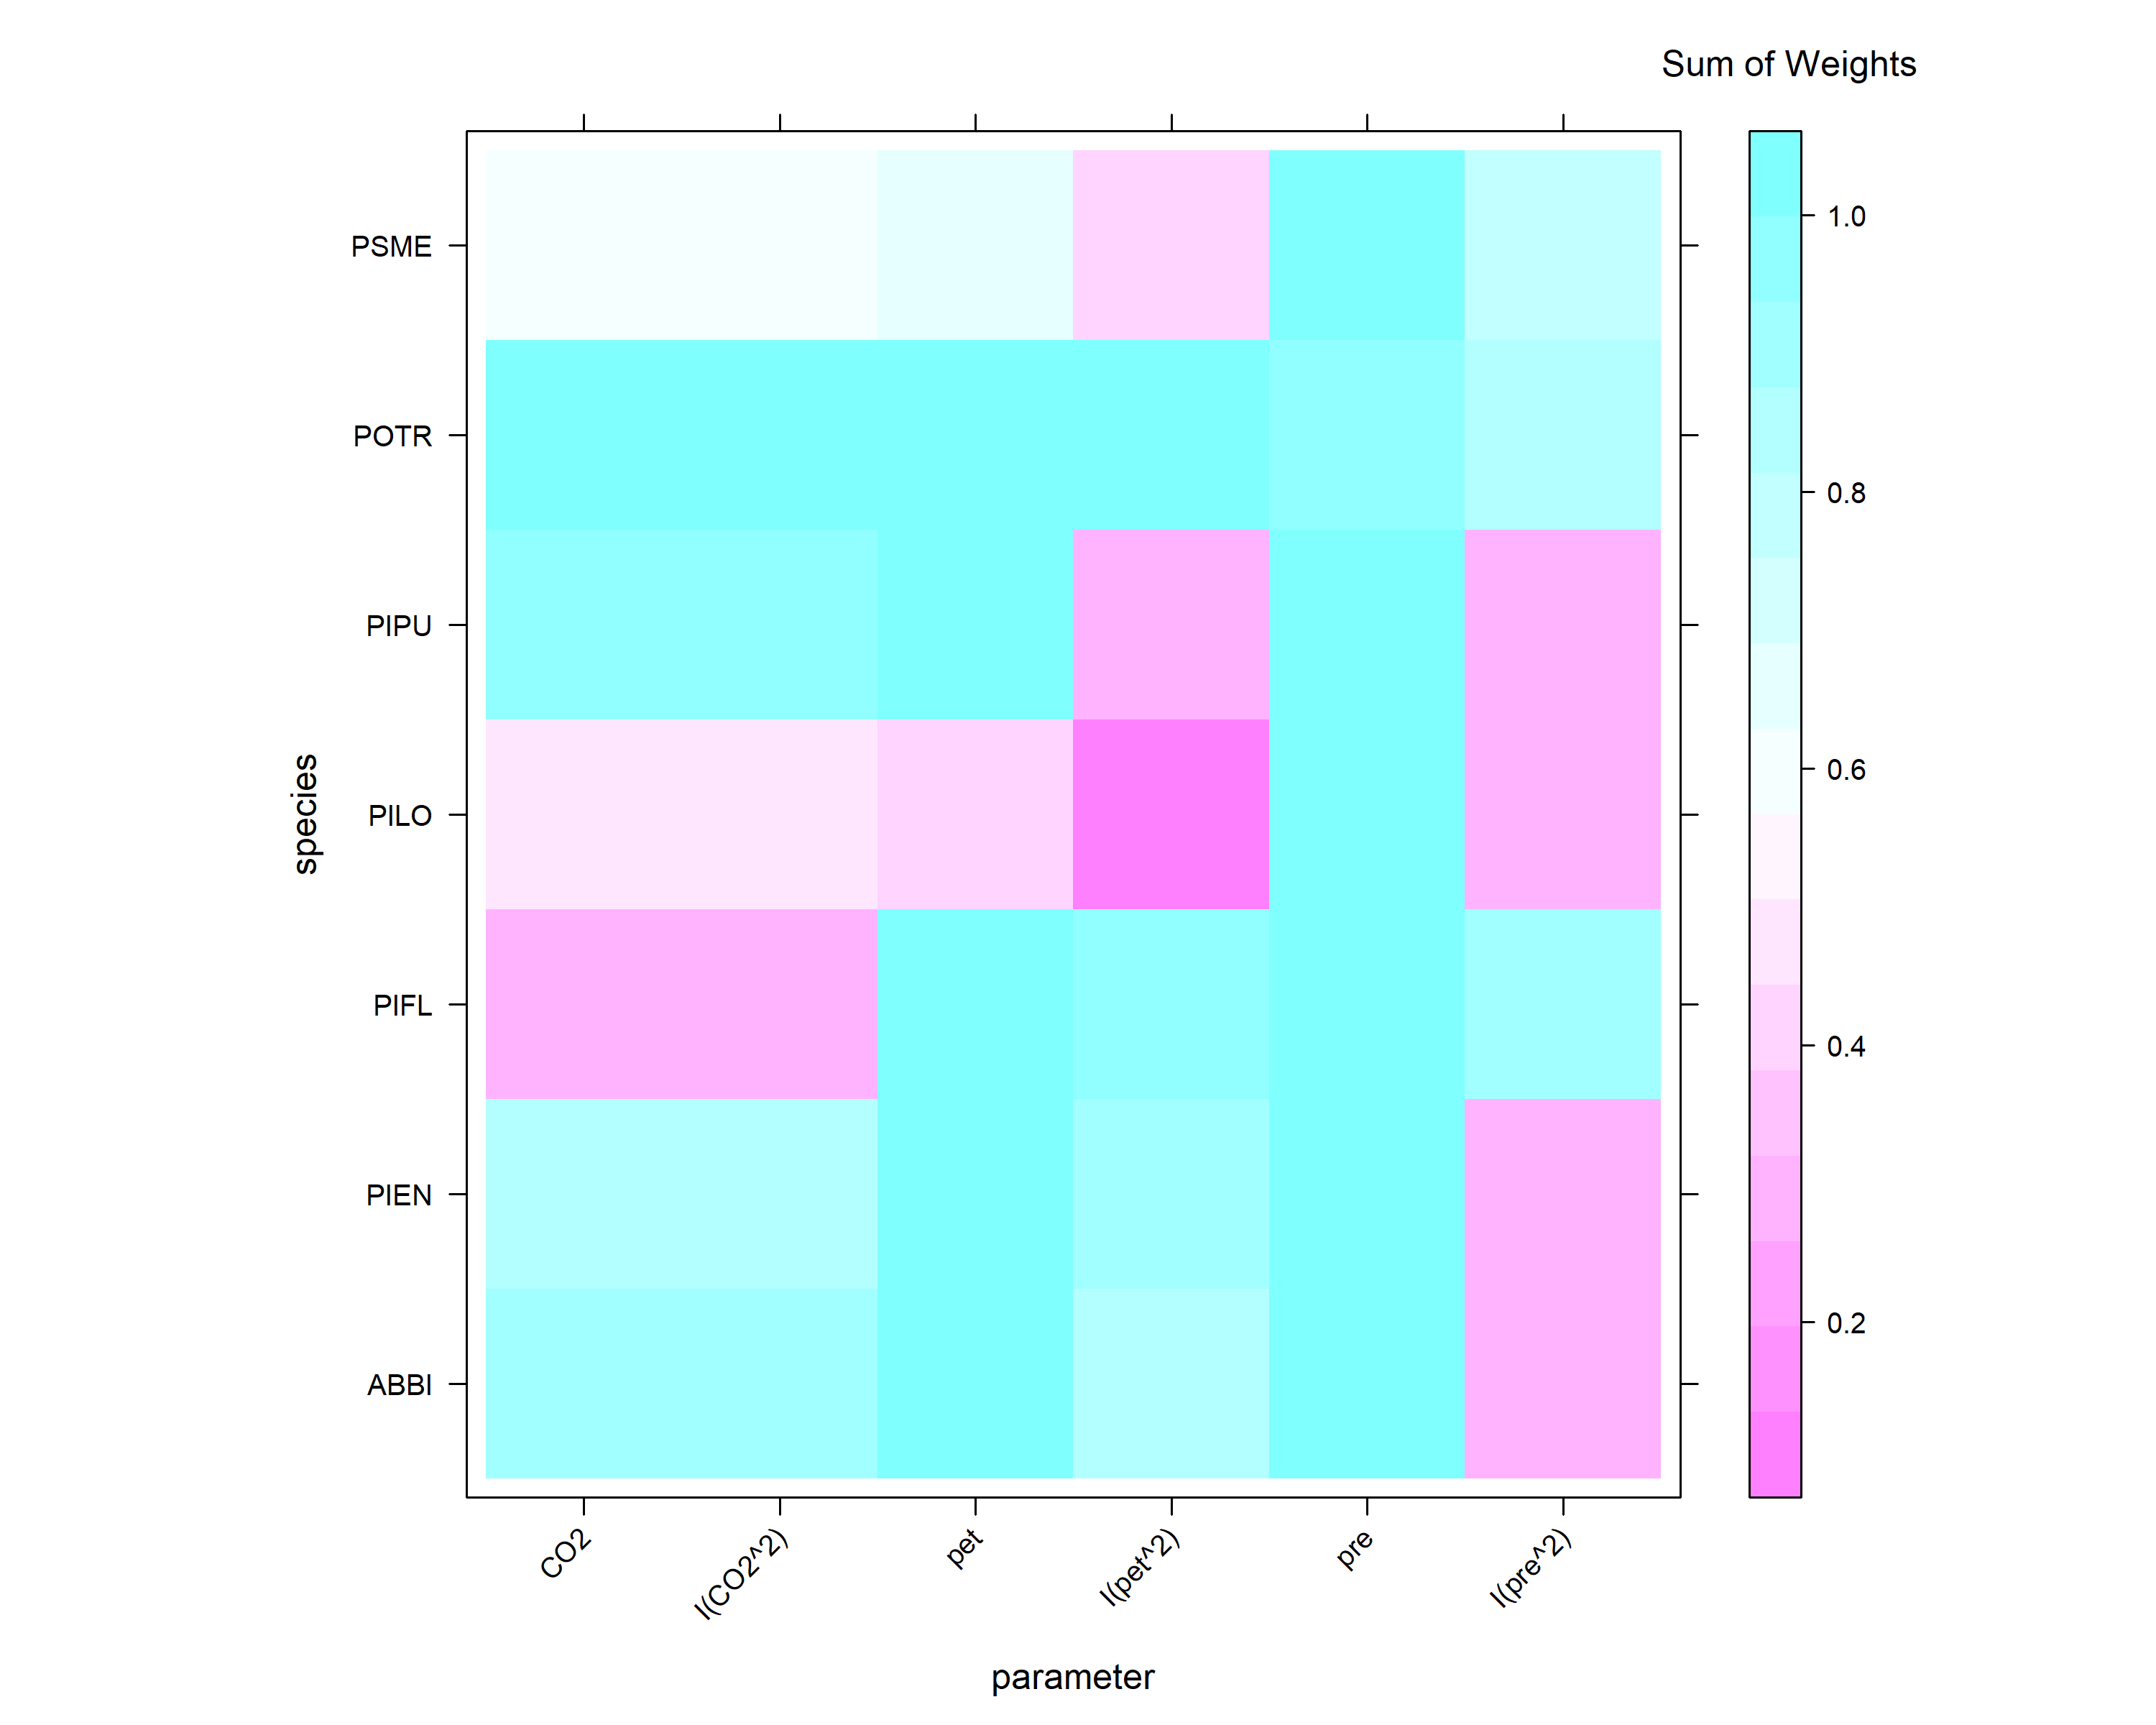 Sum of Weights
PSME
POTR
PIPU
PILO
PIFL
PIEN
ABBI
species
CO2
I(CO2^2)
pet
I(pet^2)
pre
I(pre^2)
parameter
1.0
0.8
0.6
0.4
0.2